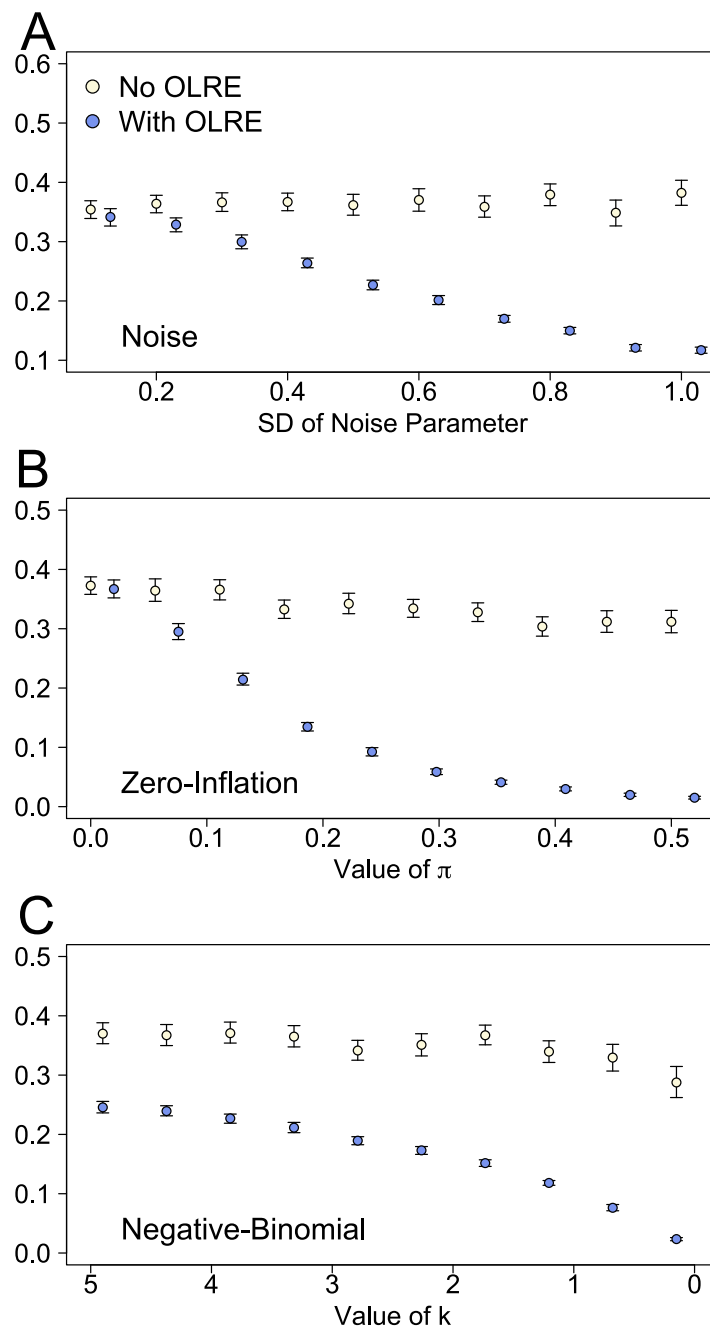 A
0.6
No OLRE
With OLRE
0.5
0.4
0.3
0.2
Noise
0.1
0.2 0.4 0.6 0.8 1.0
SD of Noise Parameter
B
0.5
0.4
0.3
0.2
0.1
Zero-Inflation
0.0
0.0 0.1 0.2 0.3 0.4 0.5
Value of π
C
0.5
0.4
0.3
0.2
0.1
Negative-Binomial
0.0
5 4 3 2 1 0
Value of k